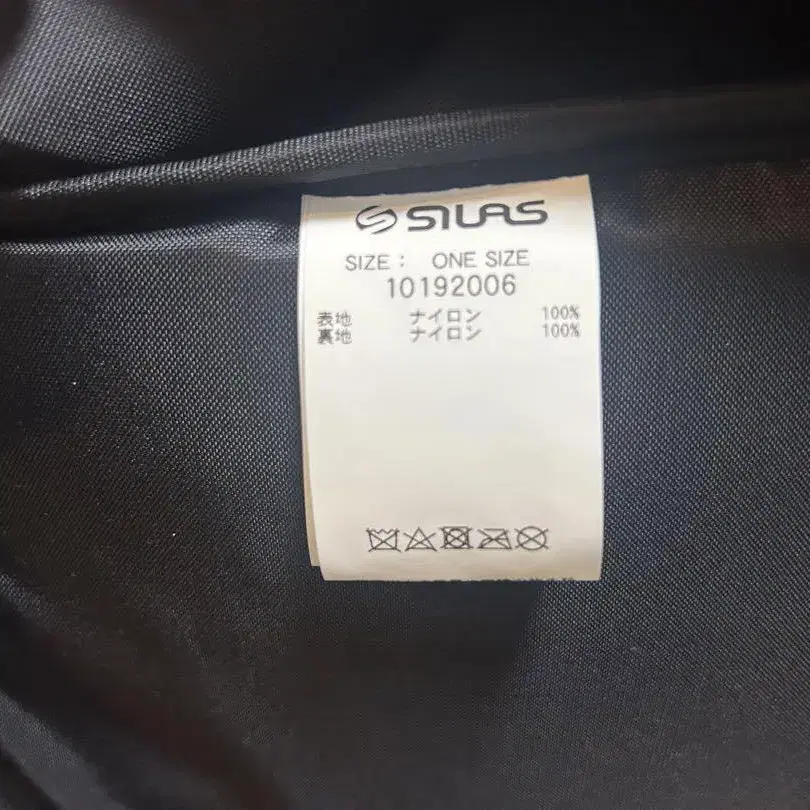 SILAS
SIZE : ONE SIZE
10192006
表地 ナイロン 100%
裏地 ナイロン 100%